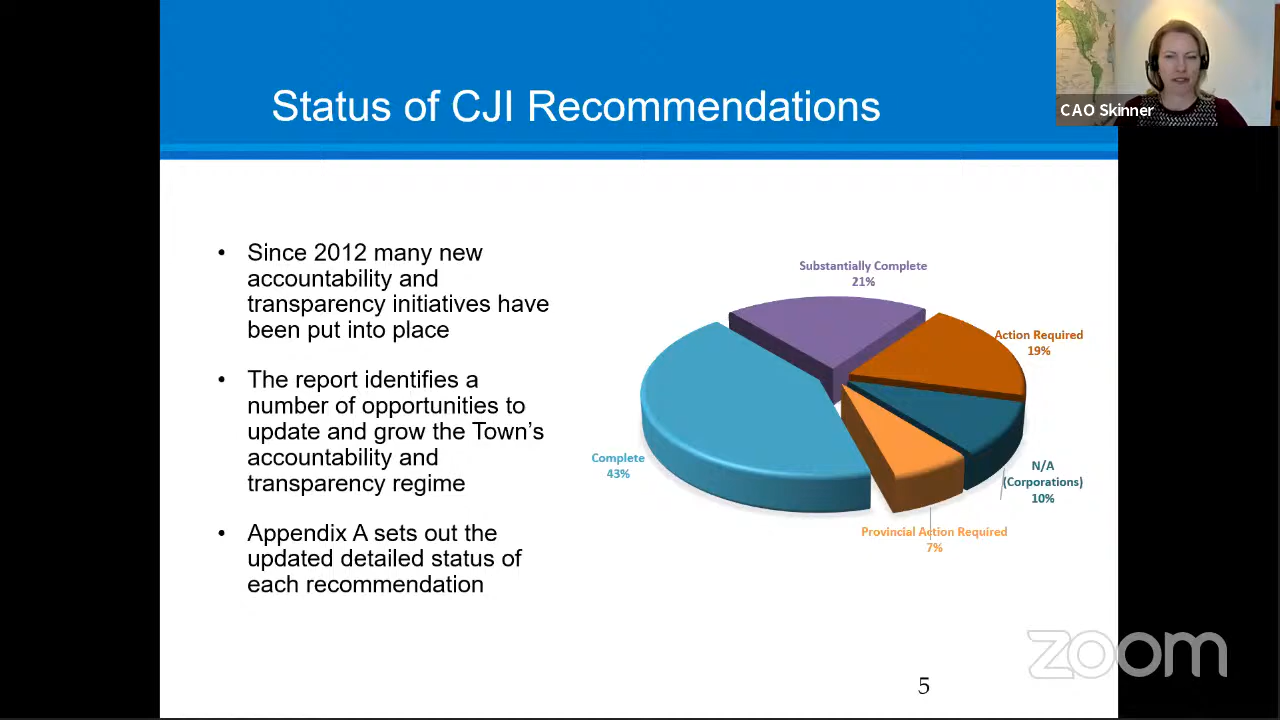 Status of CJI Recommendations
CAO Skinner
• Since 2012 many new
accountability and
transparency initiatives have
been put into place
• The report identifies a
number of opportunities to
update and grow the Town’s
accountability and
transparency regime
• Appendix A sets out the
updated detailed status of
each recommendation
Substantially Complete
21%
Action Required
19%
N/A
(Corporations)
10%
Provincial Action Required
7%
Complete
43%
zoom
5